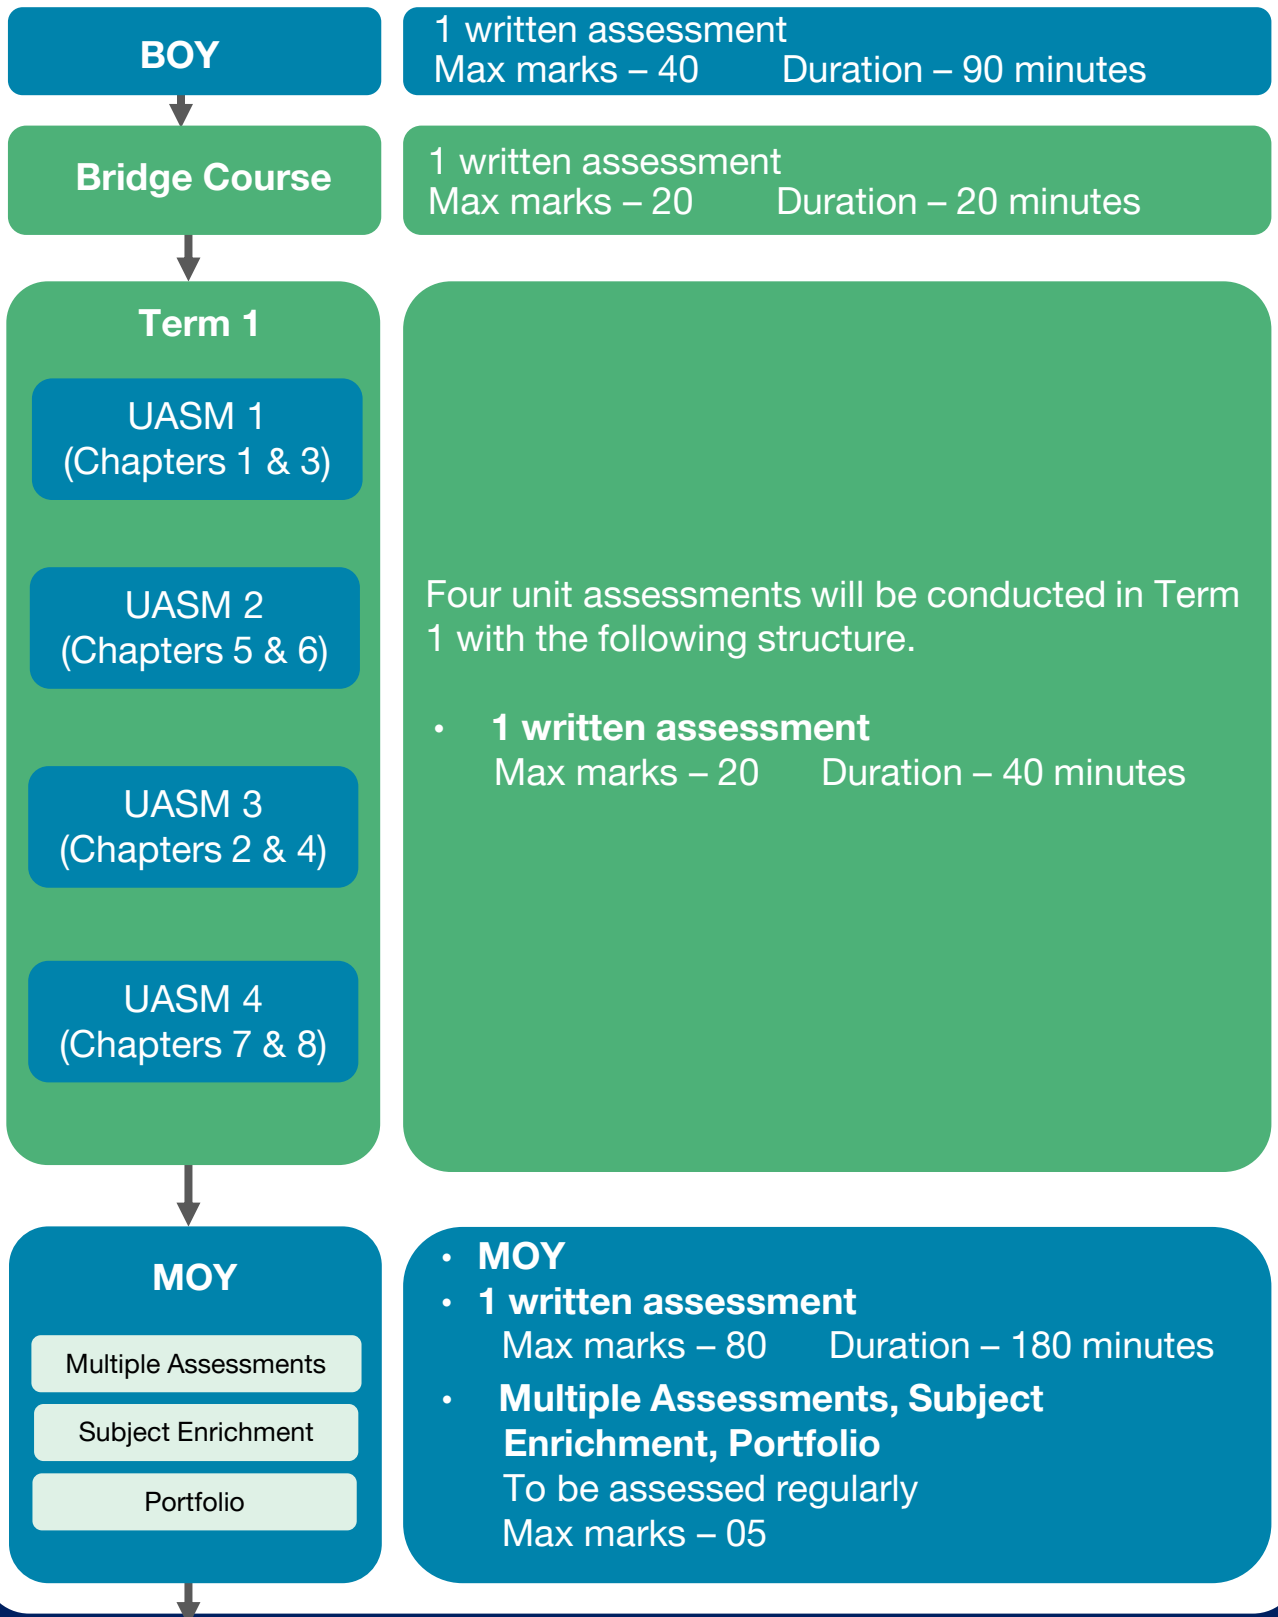 BOY
1 written assessment
Max marks – 40 Duration – 90 minutes
Bridge Course
1 written assessment
Max marks – 20 Duration – 20 minutes
Term 1
UASM 1
(Chapters 1 & 3)
UASM 2
(Chapters 5 & 6)
UASM 3
(Chapters 2 & 4)
UASM 4
(Chapters 7 & 8)
Four unit assessments will be conducted in Term
1 with the following structure.
• 1 written assessment
Max marks – 20 Duration – 40 minutes
MOY
Multiple Assessments
Subject Enrichment
Portfolio
• MOY
• 1 written assessment
Max marks – 80 Duration – 180 minutes
• Multiple Assessments, Subject
Enrichment, Portfolio
To be assessed regularly
Max marks – 05